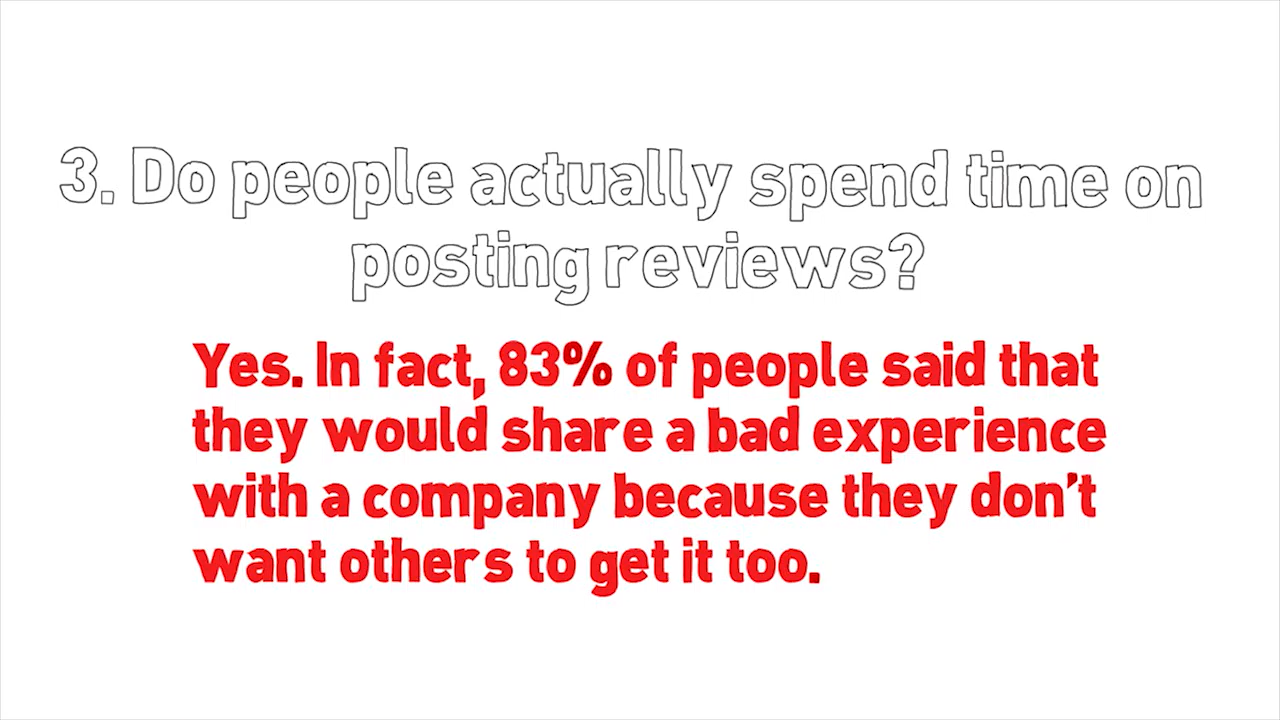 3. Do people actually spend time on
posting reviews?
Yes. In fact, 83% of people said that
they would share a bad experience
with a company because they don't
want others to get it too.